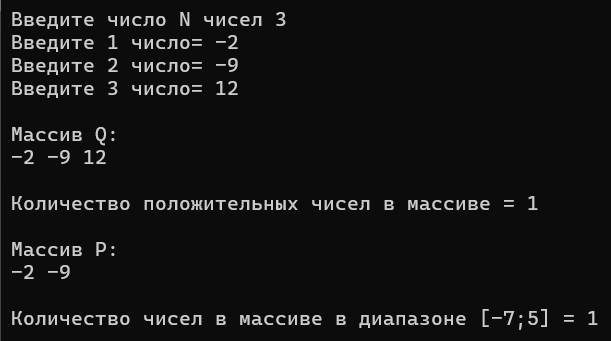 Введите число N чисел 3
Введите 1 число= -2
Введите 2 число= -9
Введите 3 число= 12
Массив Q:
-2 -9 12
Количество положительных чисел в массиве = 1
Массив P:
-2 -9
Количество чисел в массиве в диапазоне [-7;5] = 1